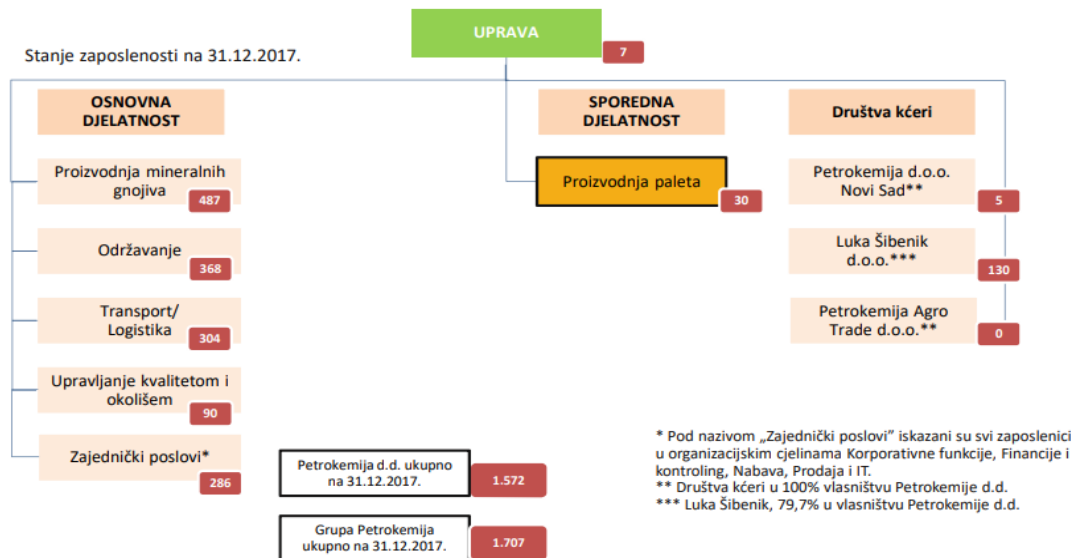 UPRAVA
7
Stanje zaposlenosti na 31.12.2017.
OSNOVNA
DJELATNOST
Proizvodnja mineralnih
gnojiva
487
Održavanje
368
Transport/
Logistika
304
Upravljanje kvalitetom i
okolišem
90
Zajednički poslovi*
286
SPOREDNA
DJELATNOST
Proizvodnja paleta
30
Društva kćeri
Petrokemija d.o.o.
Novi Sad**
5
Luka Šibenik
d.o.o.***
130
Petrokemija Agro
Trade d.o.o.**
0
Petrokemija d.d. ukupno
na 31.12.2017.
1.572
Grupa Petrokemija
ukupno na 31.12.2017.
1.707
* Pod nazivom „Zajednički poslovi” iskazani su svi zaposlenici
u organizacijskim cjelinama Korporativne funkcije, Financije i
kontroling, Nabava, Prodaja i IT.
** Društva kćeri u 100% vlasništvu Petrokemije d.d.
*** Luka Šibenik, 79,7% u vlasništvu Petrokemije d.d.